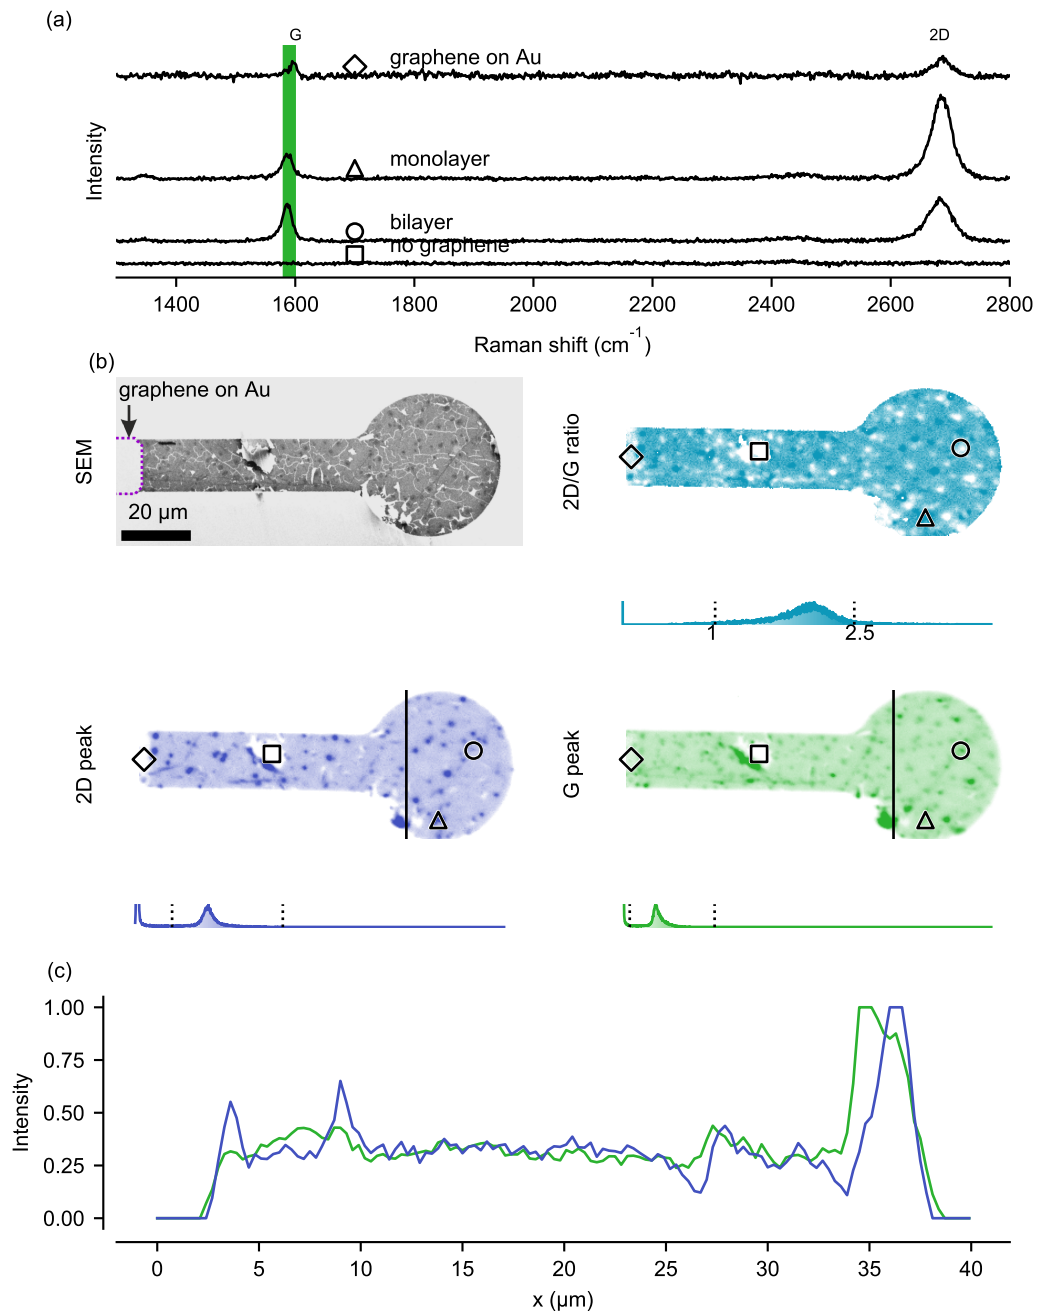 (a)
G
2D
graphene on Au
monolayer
bilayer
no graphene
Intensity
1400 1600 1800 2000 2200 2400 2600 2800
Raman shift (cm-1)
(b)
graphene on Au
SEM
20 µm
2D/G ratio
1 2.5
2D peak
G peak
(c)
1.00
0.75
0.50
0.25
0.00
Intensity
0 5 10 15 20 25 30 35 40
x (µm)